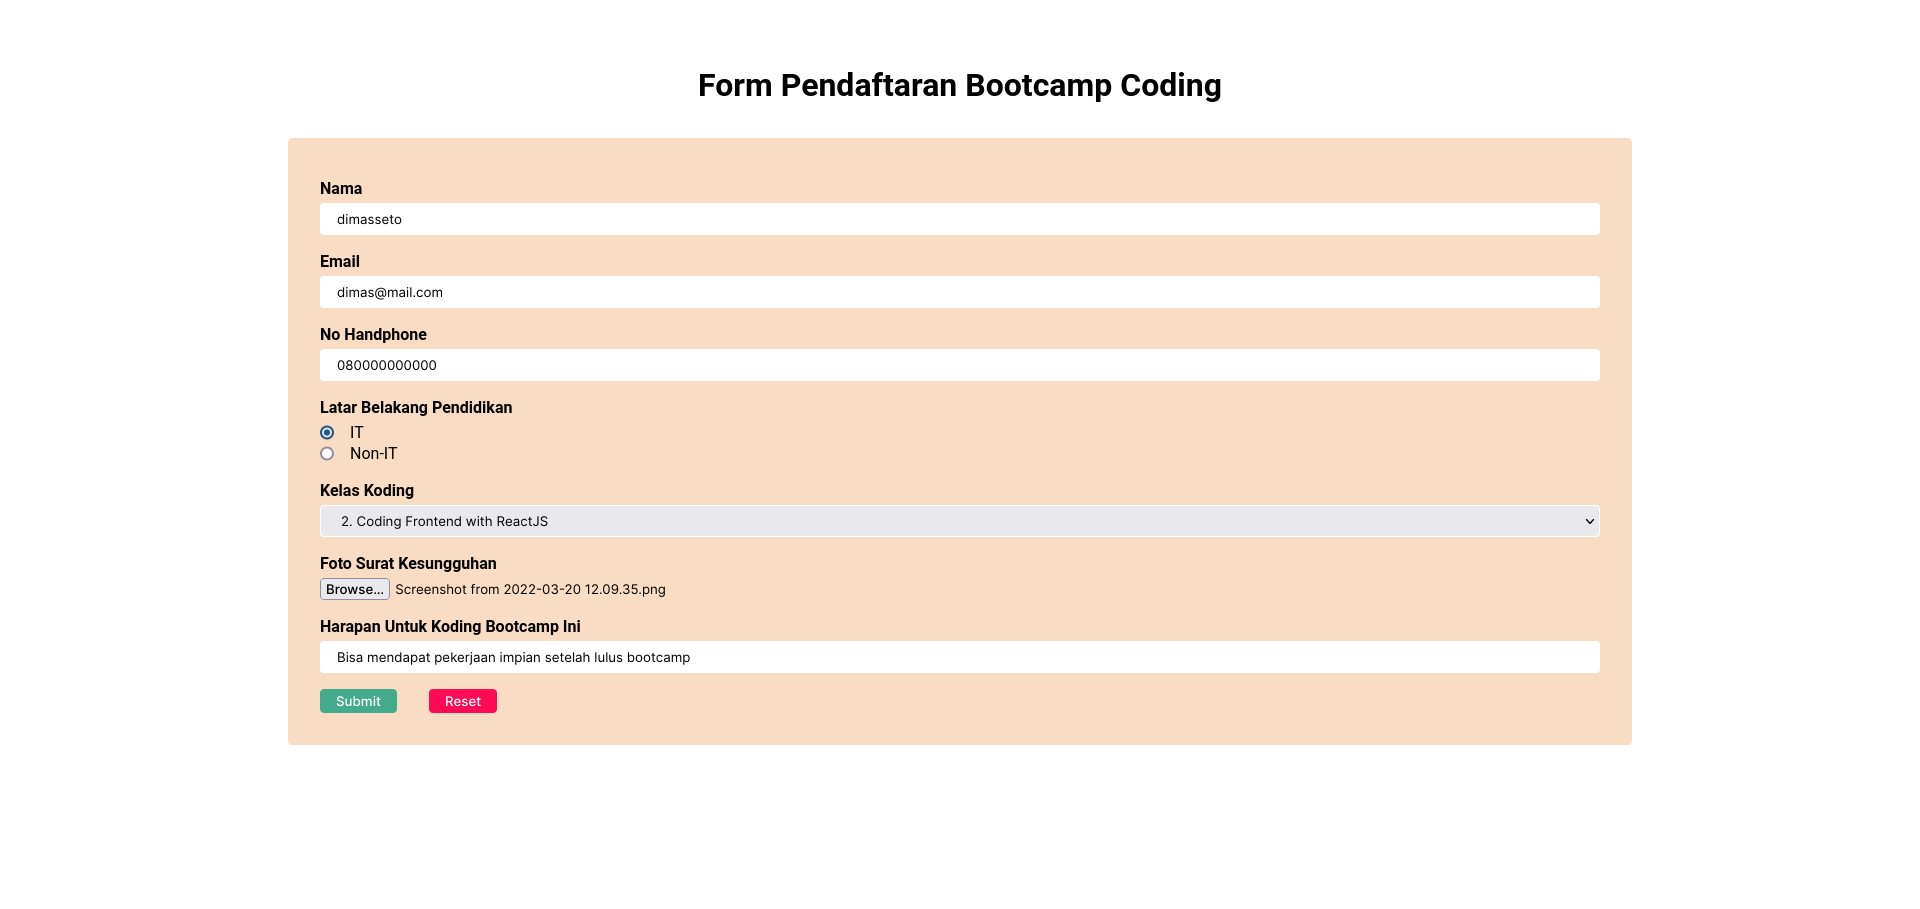 Form Pendaftaran Bootcamp Coding
Nama
dimasseto
Email
dimas@mail.com
No Handphone
080000000000
Latar Belakang Pendidikan
IT
Non-IT
Kelas Koding
2. Coding Frontend with ReactJS
Foto Surat Kesungguhan
Browse... Screenshot from 2022-03-20 12.09.35.png
Harapan Untuk Koding Bootcamp Ini
Bisa mendapat pekerjaan impian setelah lulus bootcamp
Submit Reset